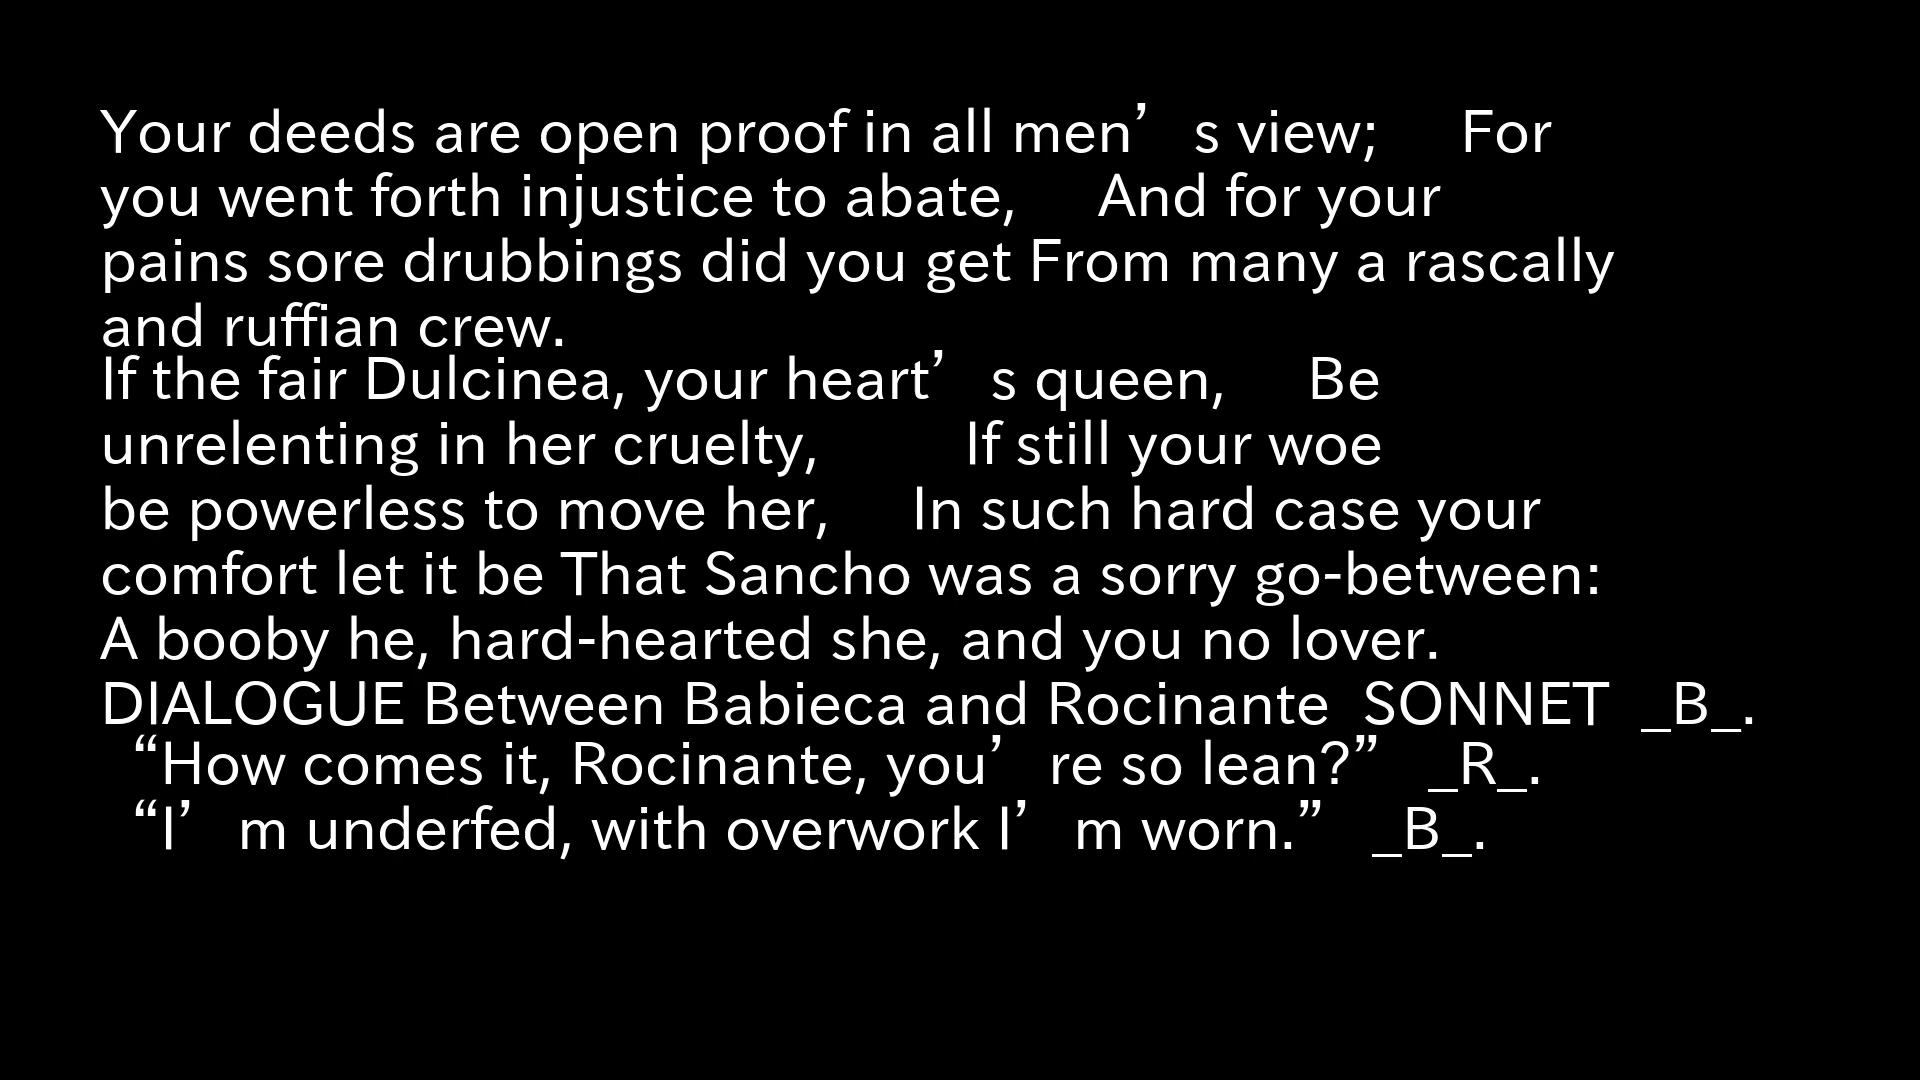 Your deeds are open proof in all men’s view;     For
you went forth injustice to abate,     And for your
pains sore drubbings did you get From many a rascally
and ruffian crew.
If the fair Dulcinea, your heart’s queen,     Be
unrelenting in her cruelty,         If still your woe
be powerless to move her,     In such hard case your
comfort let it be That Sancho was a sorry go-between:
A booby he, hard-hearted she, and you no lover.
DIALOGUE Between Babieca and Rocinante  SONNET  _B_.
“How comes it, Rocinante, you’re so lean?”   _R_.
“I’m underfed, with overwork I’m worn.”   _B_.